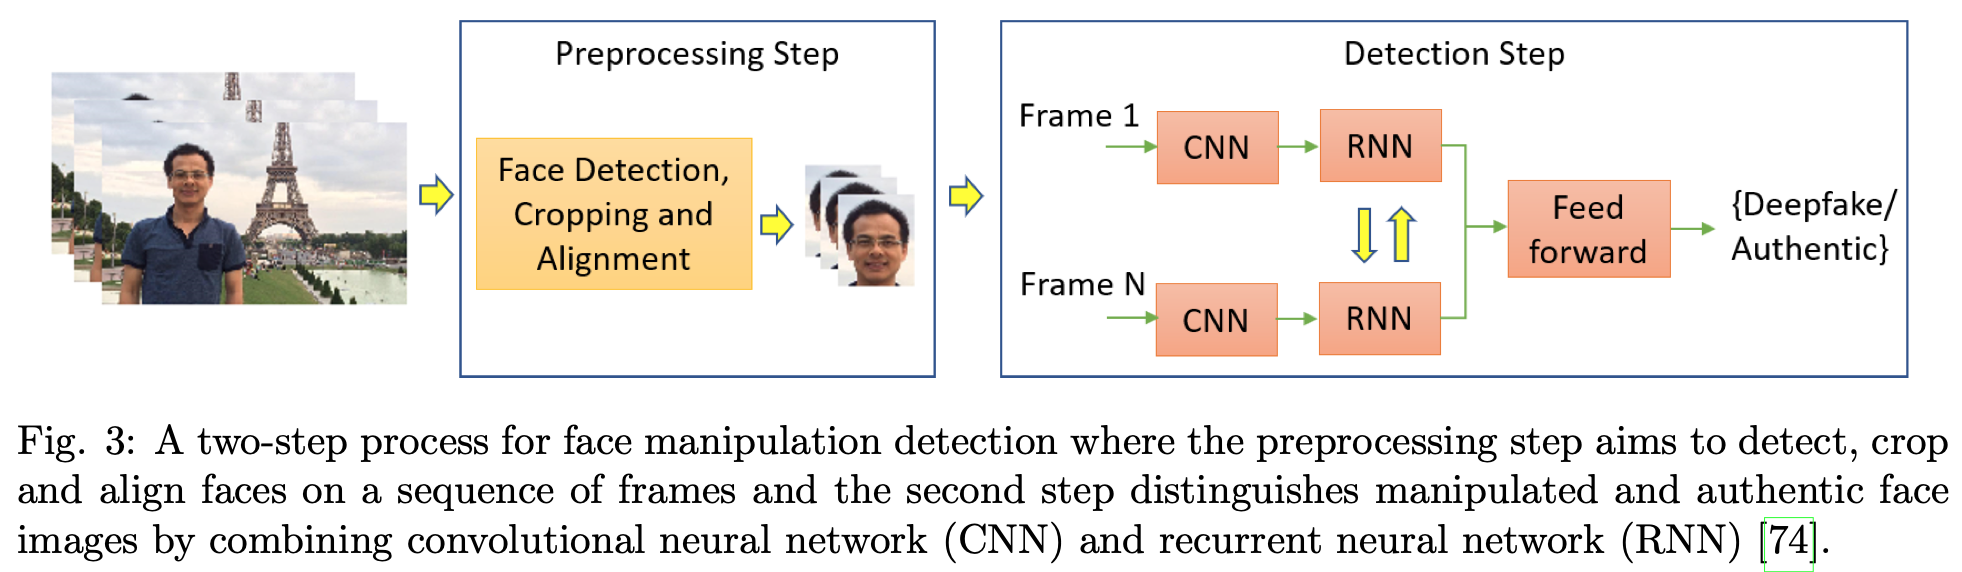 Preprocessing Step
Face Detection,
Cropping and
Alignment
Detection Step
Frame 1
CNN
RNN
Frame N
CNN
RNN
Feed
forward
{Deepfake/
Authentic}
Fig. 3: A two-step process for face manipulation detection where the preprocessing step aims to detect, crop
and align faces on a sequence of frames and the second step distinguishes manipulated and authentic face
images by combining convolutional neural network (CNN) and recurrent neural network (RNN) [74].